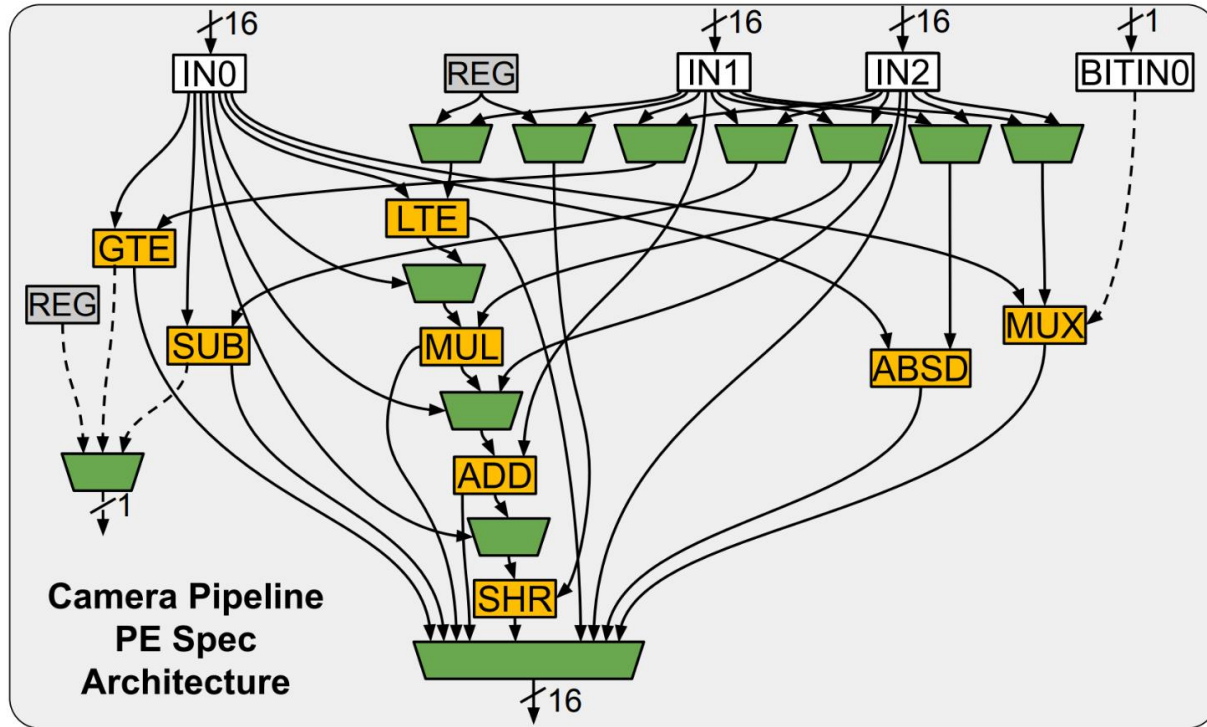 16
16
16
1
IN0
REG
IN1
IN2
BITIN0
LTE
GTE
REG
SUB
MUL
MUX
ABSD
ADD
1
SHR
Camera Pipeline
PE Spec
Architecture
16